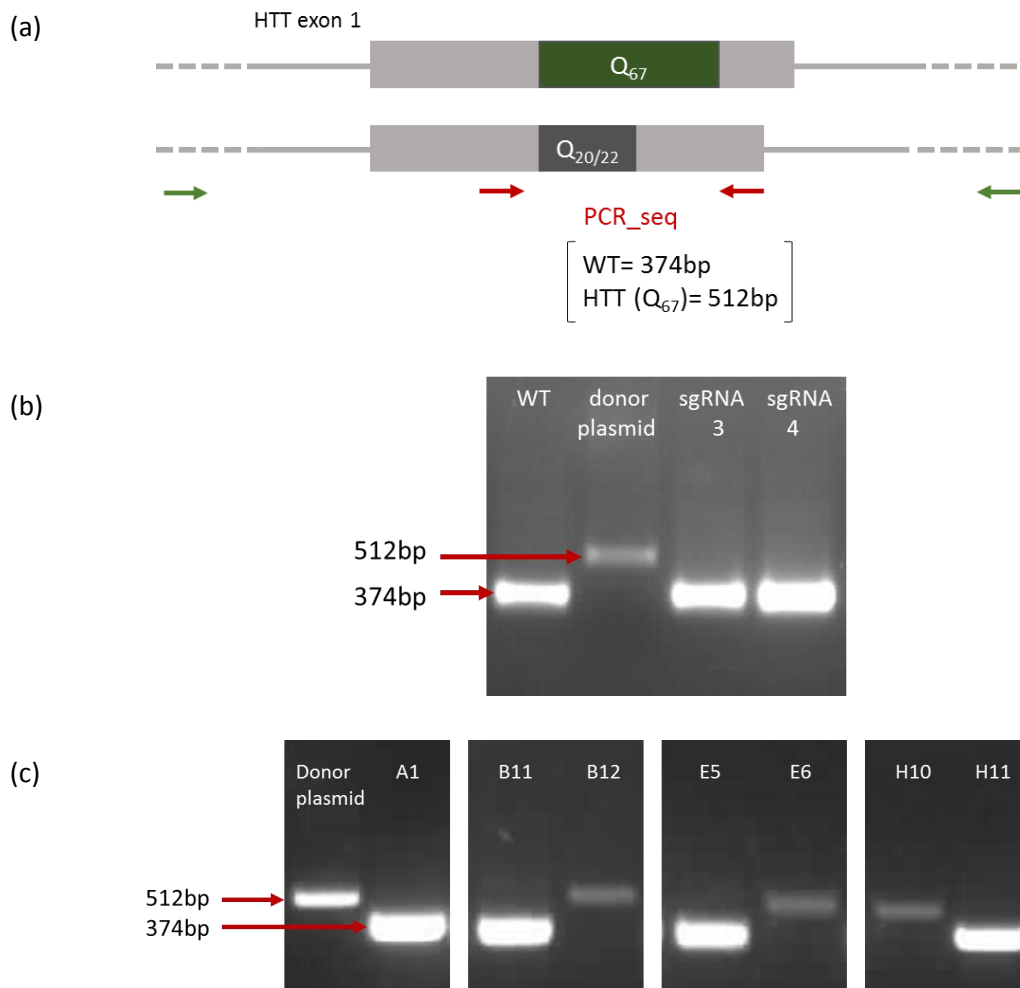 (a)
HTT exon 1
Q₆₇
Q₂₀/₂₂
PCR_seq
WT= 374bp
HTT (Q₆₇)= 512bp
(b)
WT
donor
plasmid
sgRNA
3
sgRNA
4
512bp
374bp
(c)
Donor
plasmid
A1
B11
B12
E5
E6
H10
H11
512bp
374bp